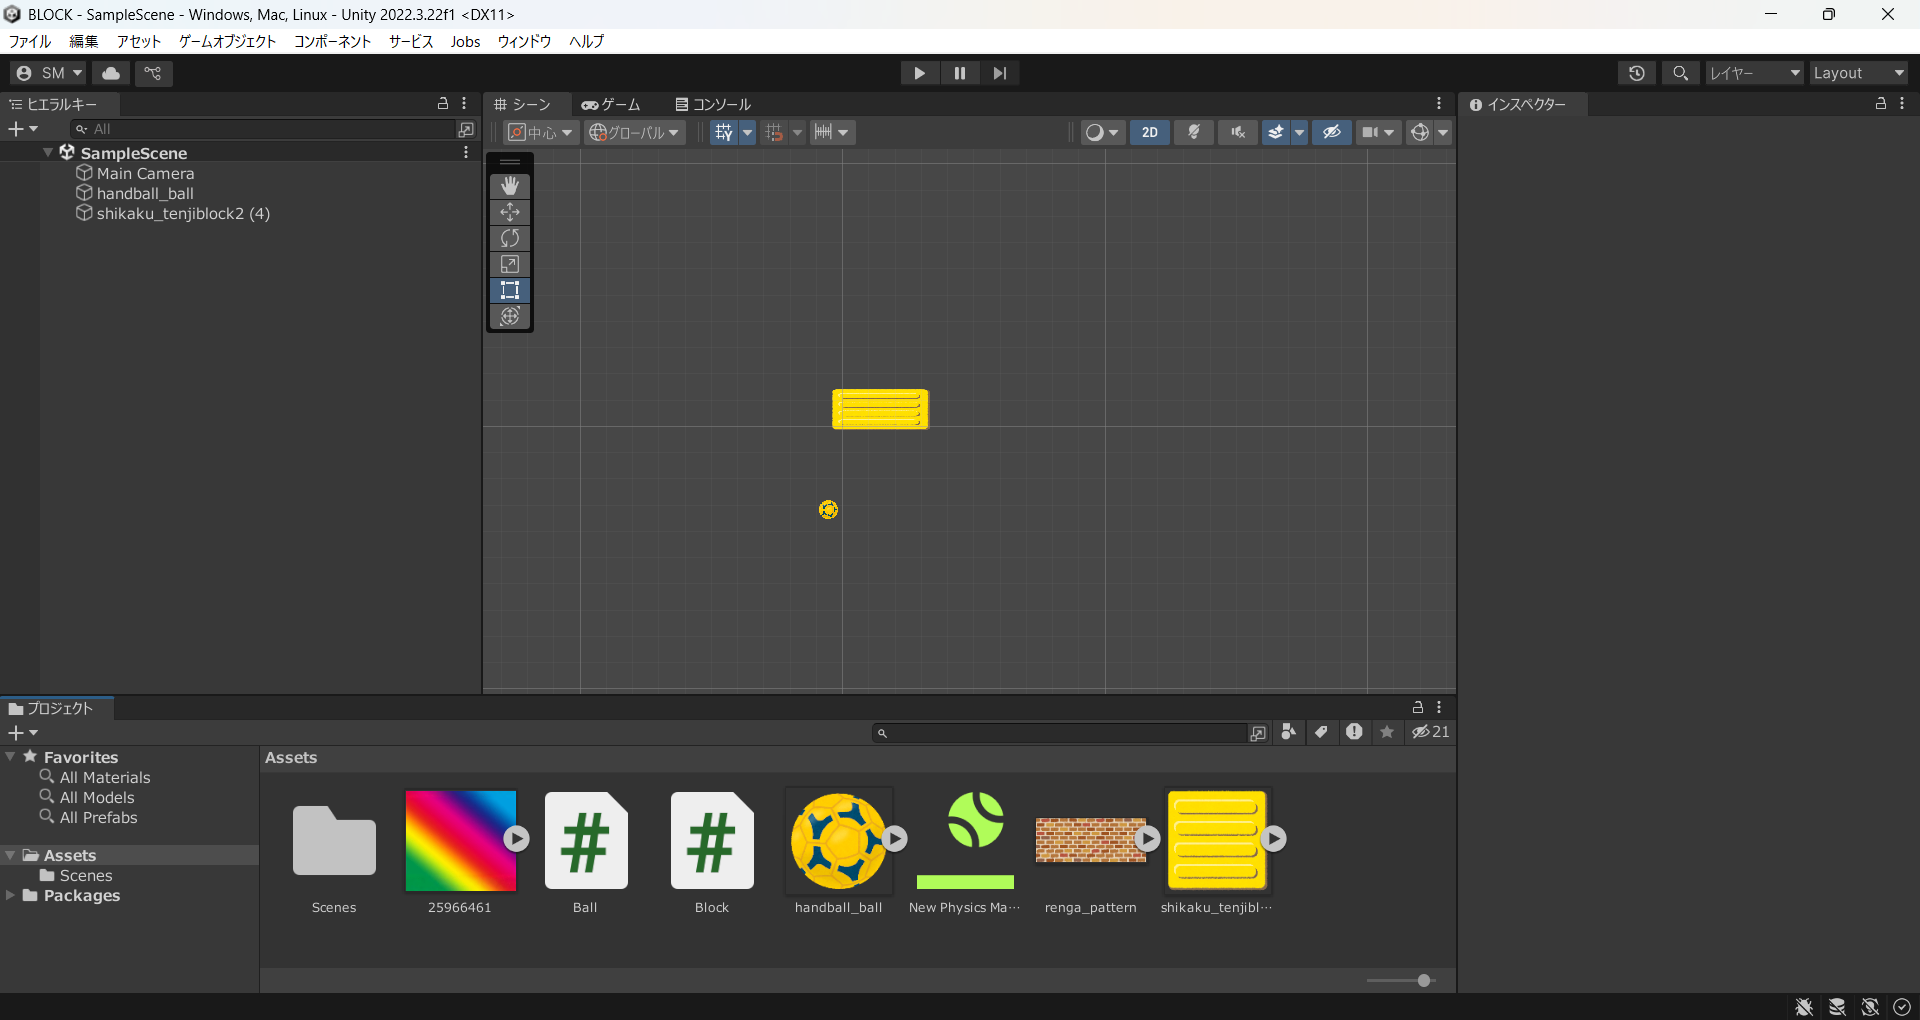 BLOCK - SampleScene - Windows, Mac, Linux - Unity 2022.3.22f1 <DX11>
ファイル 編集 アセット ゲームオブジェクト コンポーネント サービス Jobs ウィンドウ ヘルプ
SM レイヤー Layout
ヒエラルキー シーン ゲーム コンソール インスペクター
All 中心 グローバル 2D
SampleScene
Main Camera
handball_ball
shikaku_tenjiblock2 (4)
プロジェクト
21
Favorites
All Materials
All Models
All Prefabs
Assets
Scenes
Packages
Assets
Scenes 25966461 Ball Block handball_ball New Physics Ma… renga_pattern shikaku_tenjibl…